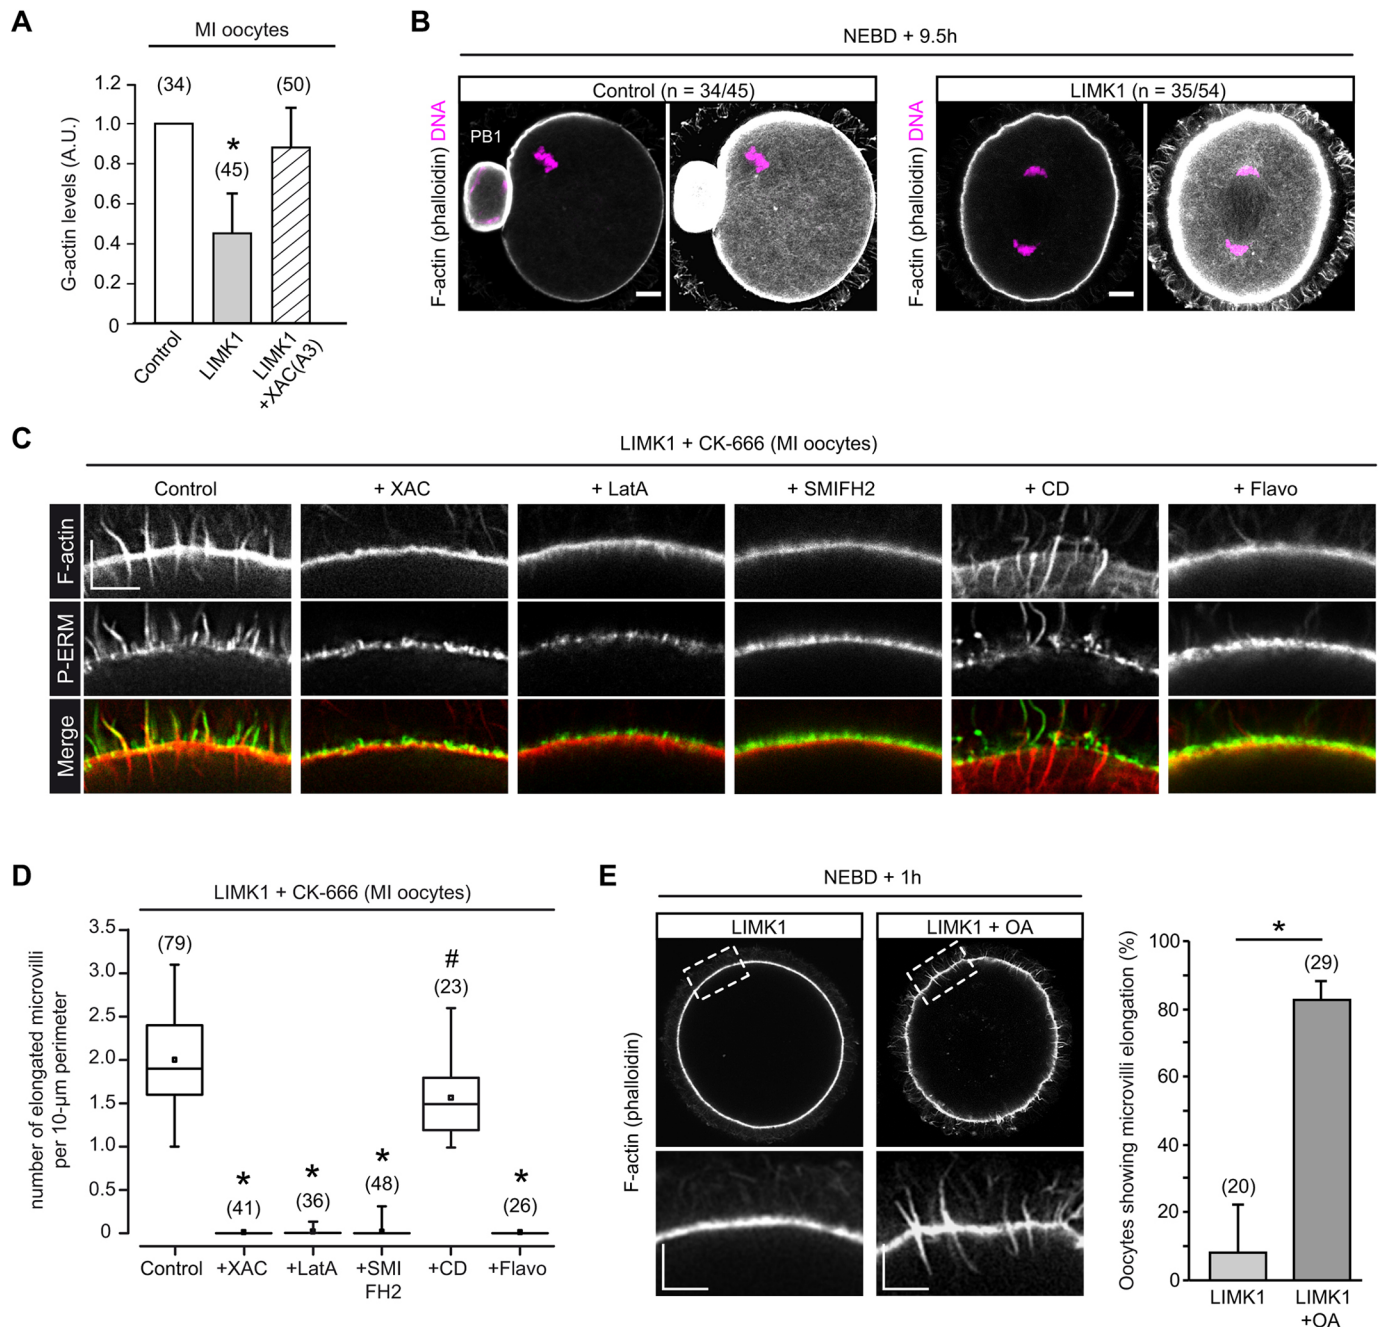 A
MI oocytes
G-actin levels (A.U.)
1.2
1.0
0.8
0.6
0.4
0.2
0
(34)
*
(45)
(50)
Control
LIMK1
LIMK1
+XAC(A3)
B
NEBD + 9.5h
F-actin (phalloidin) DNA
Control (n = 34/45)
PB1
F-actin (phalloidin) DNA
LIMK1 (n = 35/54)
C
LIMK1 + CK-666 (MI oocytes)
Control
+ XAC
+ LatA
+ SMIFH2
+ CD
+ Flavo
F-actin
P-ERM
Merge
D
LIMK1 + CK-666 (MI oocytes)
number of elongated microvilli
per 10-µm perimeter
3.5
3.0
2.5
2.0
1.5
1.0
0.5
0
(79)
*
(41)
*
(36)
*
(48)
#
(23)
*
(26)
Control
+XAC
+LatA
+SMI
FH2
+CD
+Flavo
E
NEBD + 1h
F-actin (phalloidin)
LIMK1
LIMK1 + OA
Oocytes showing microvilli elongation (%)
100
80
60
40
20
0
*
(20)
(29)
LIMK1
LIMK1
+OA